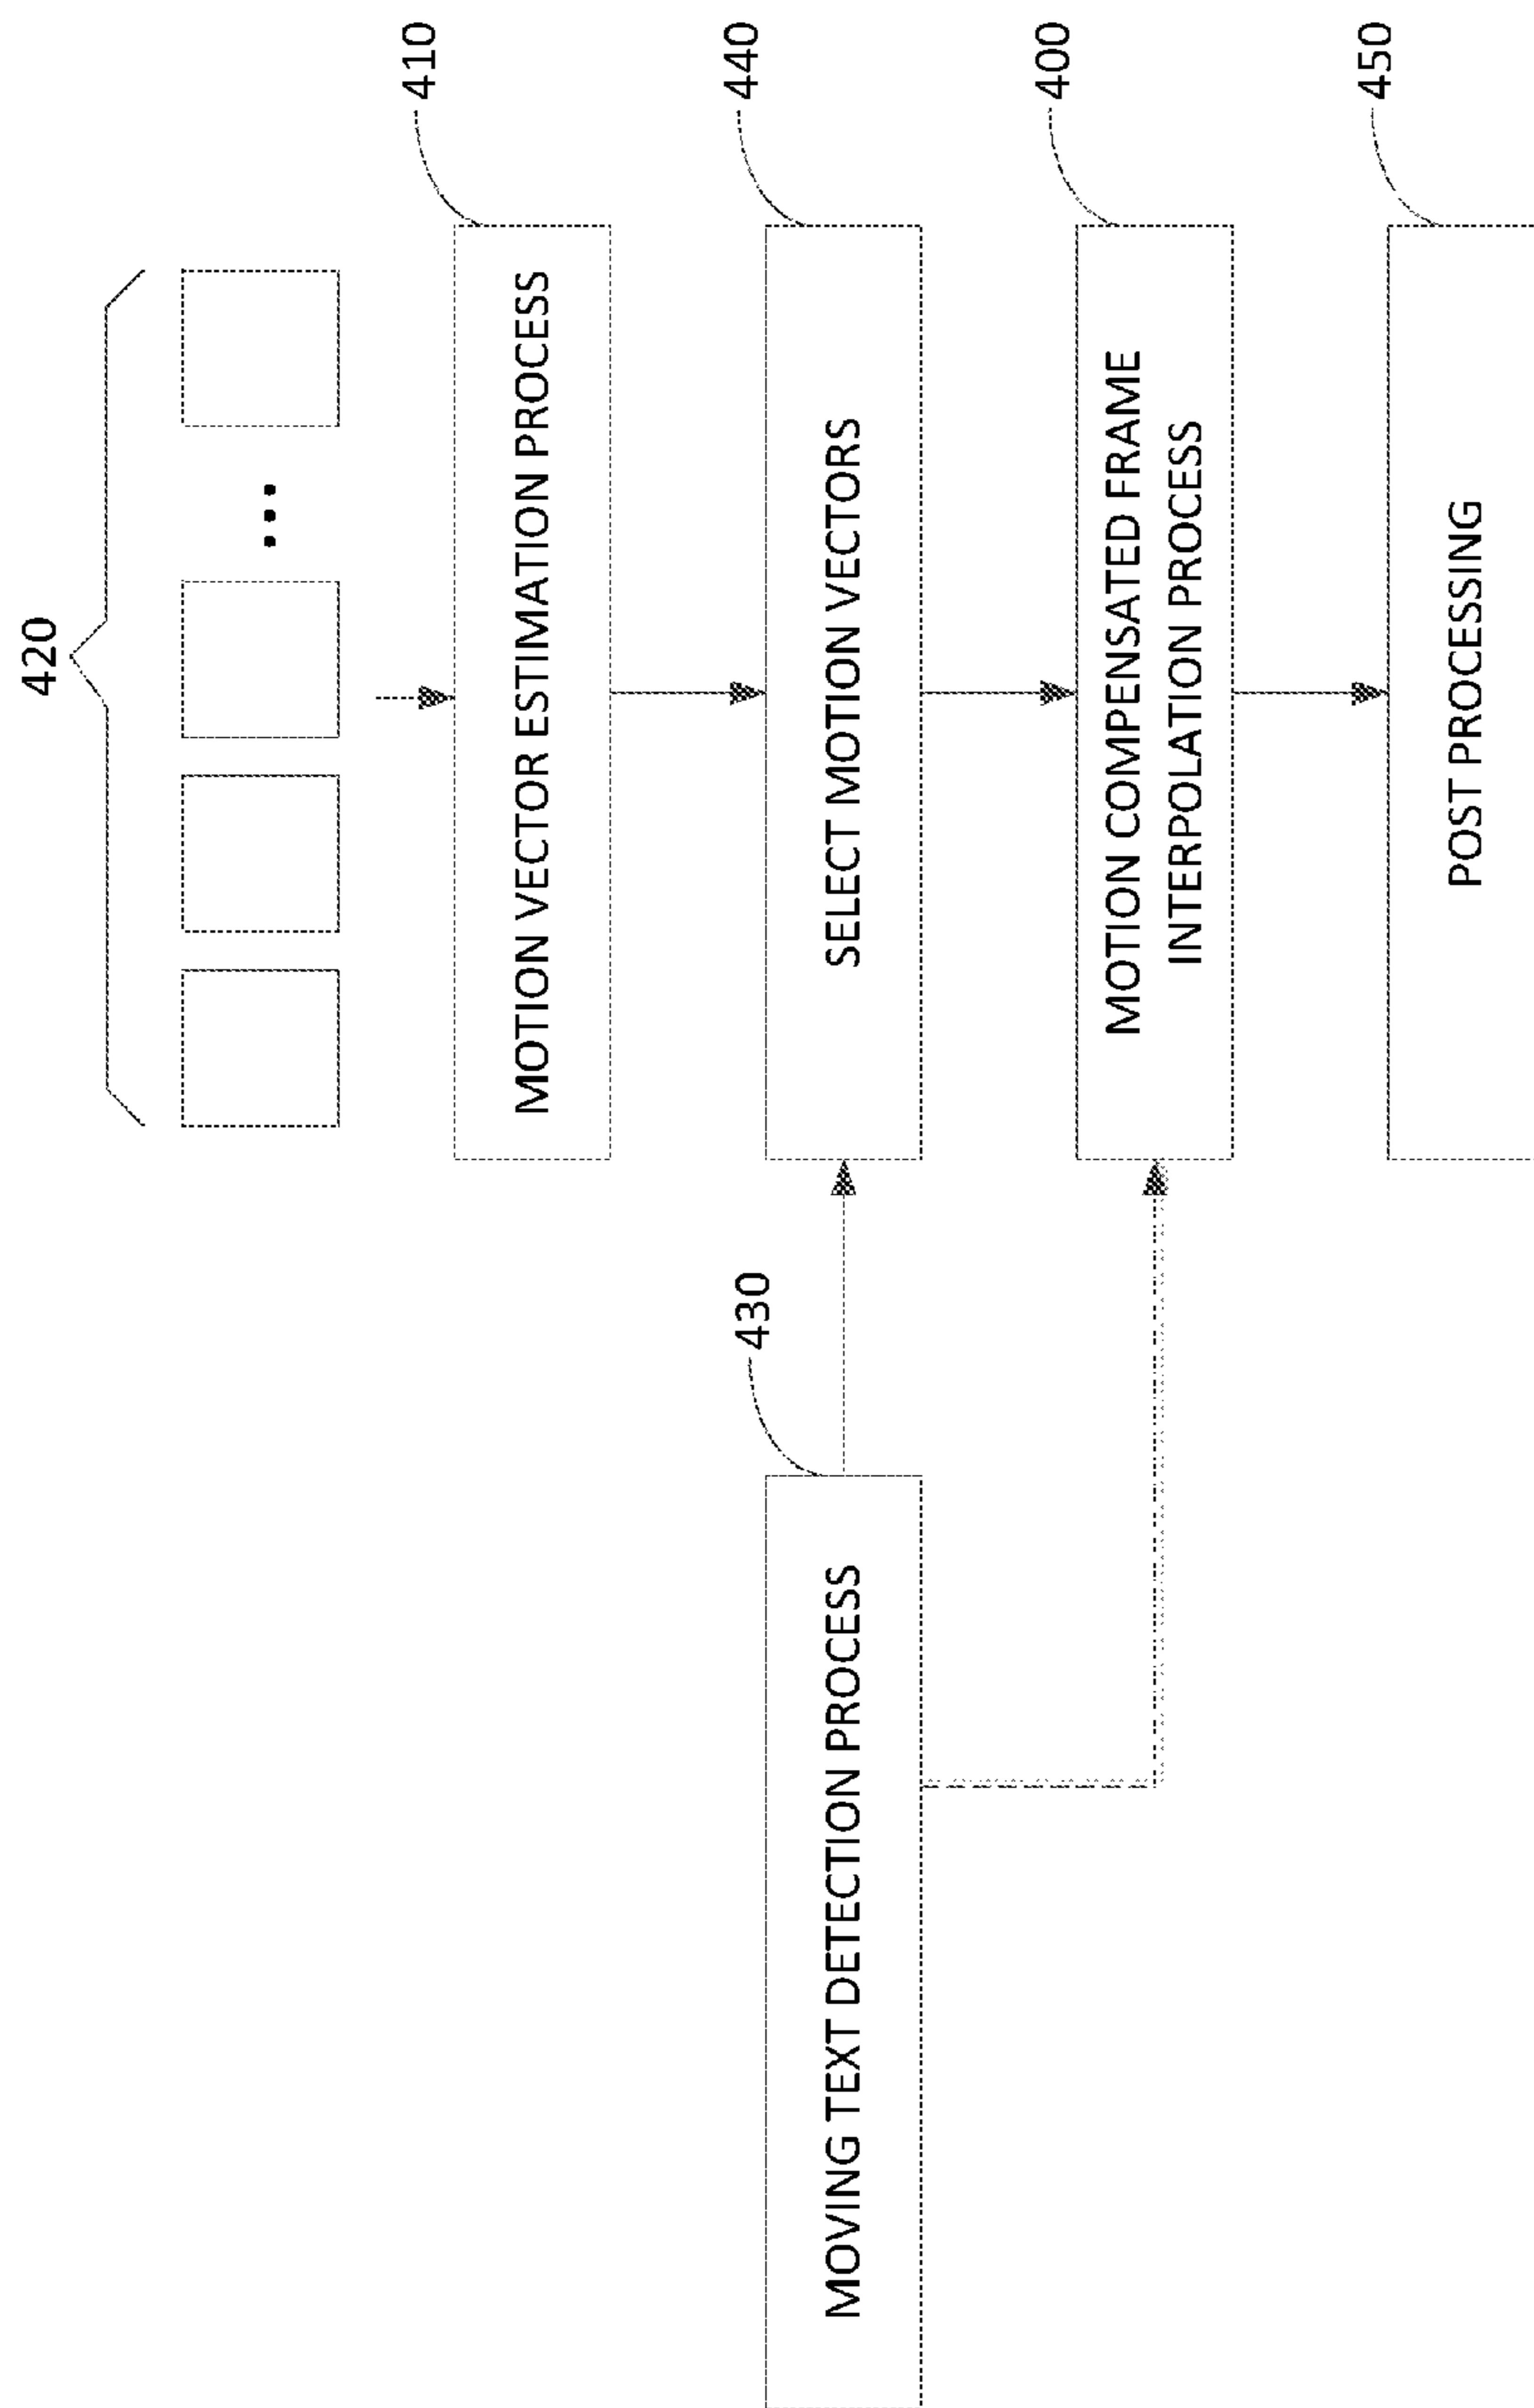 420
...
410
MOTION VECTOR ESTIMATION PROCESS
430
440
MOVING TEXT DETECTION PROCESS
SELECT MOTION VECTORS
400
MOTION COMPENSATED FRAME
INTERPOLATION PROCESS
450
POST PROCESSING